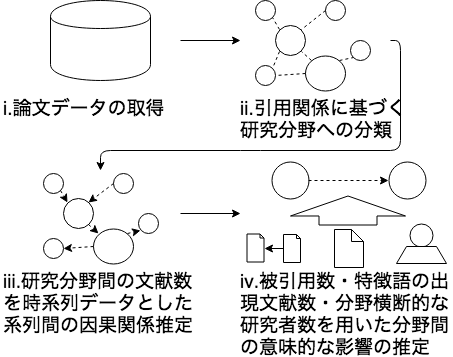 i.論文データの取得
ii.引用関係に基づく
研究分野への分類
iii.研究分野間の文献数
を時系列データとした
系列間の因果関係推定
iv.被引用数・特徴語の出
現文献数・分野横断的な
研究者数を用いた分野間
の意味的な影響の推定